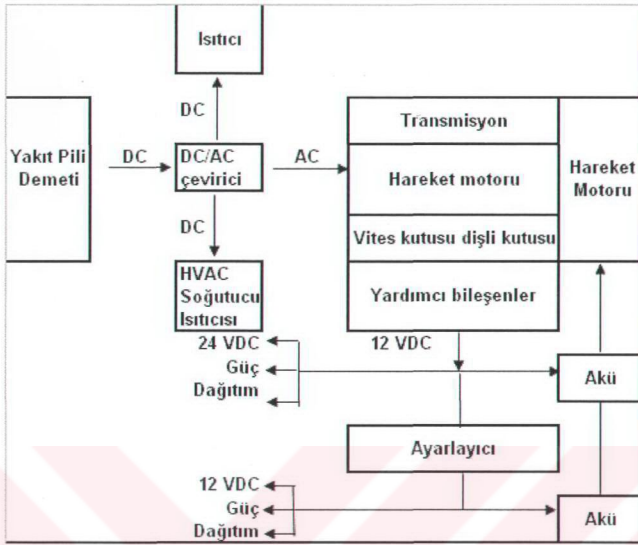 Isıtıcı
DC
Transmisyon
Yakıt Pili
Demeti
DC
DC/AC
çevirici
AC
Hareket motoru
Hareket
Motoru
DC
Vites kutusu dişli kutusu
HVAC
Soğutucu
Isıtıcısı
Yardımcı bileşenler
24 VDC
Güç
Dağıtım
12 VDC
Akü
Ayarlayıcı
12 VDC
Güç
Dağıtım
Akü